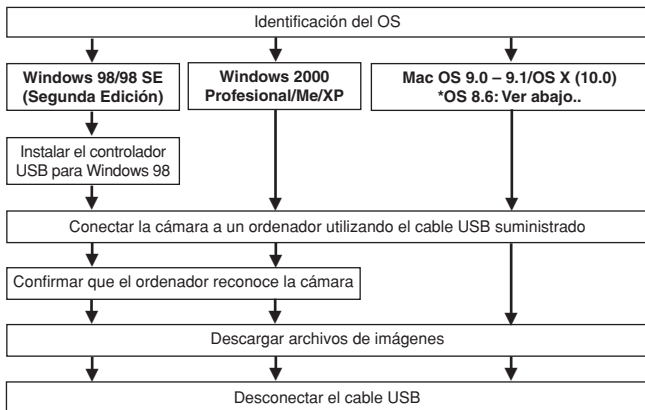 Identificación del OS
Windows 98/98 SE
(Segunda Edición)
Windows 2000
Profesional/Me/XP
Mac OS 9.0 – 9.1/OS X (10.0)
*OS 8.6: Ver abajo..
Instalar el controlador
USB para Windows 98
Conectar la cámara a un ordenador utilizando el cable USB suministrado
Confirmar que el ordenador reconoce la cámara
Descargar archivos de imágenes
Desconectar el cable USB